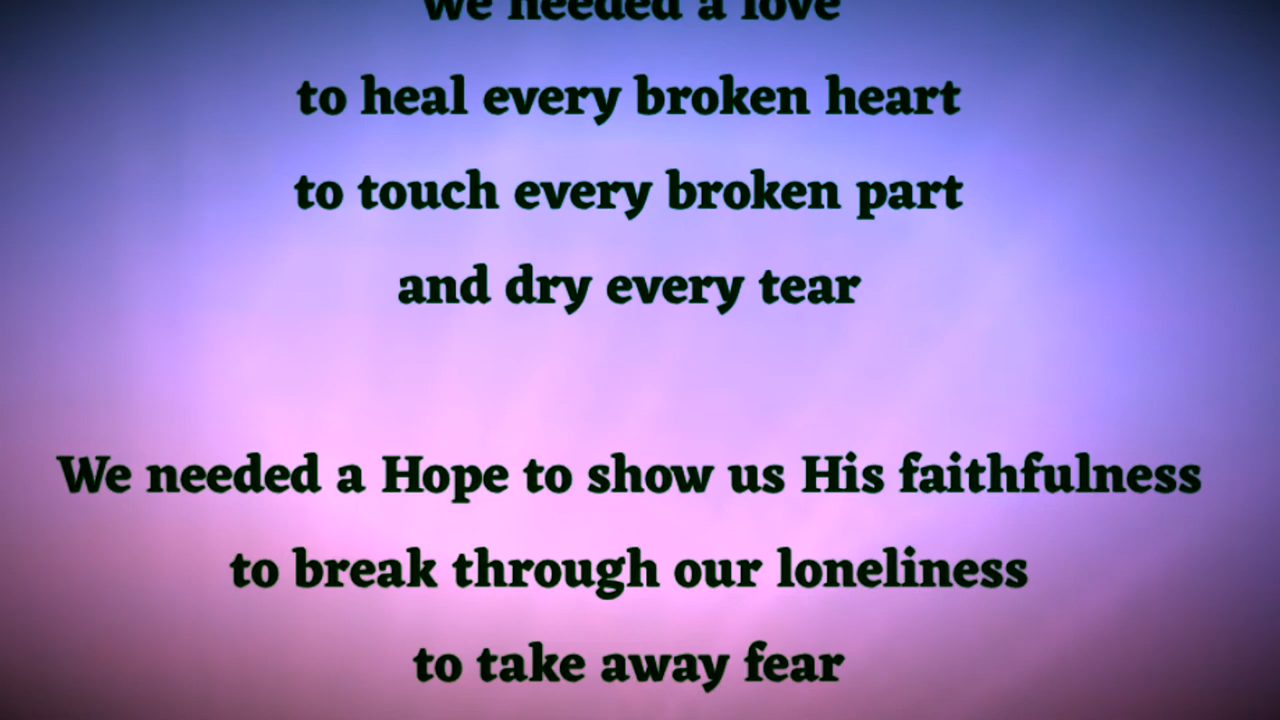 we needed a love
to heal every broken heart
to touch every broken part
and dry every tear
We needed a Hope to show us His faithfulness
to break through our loneliness
to take away fear